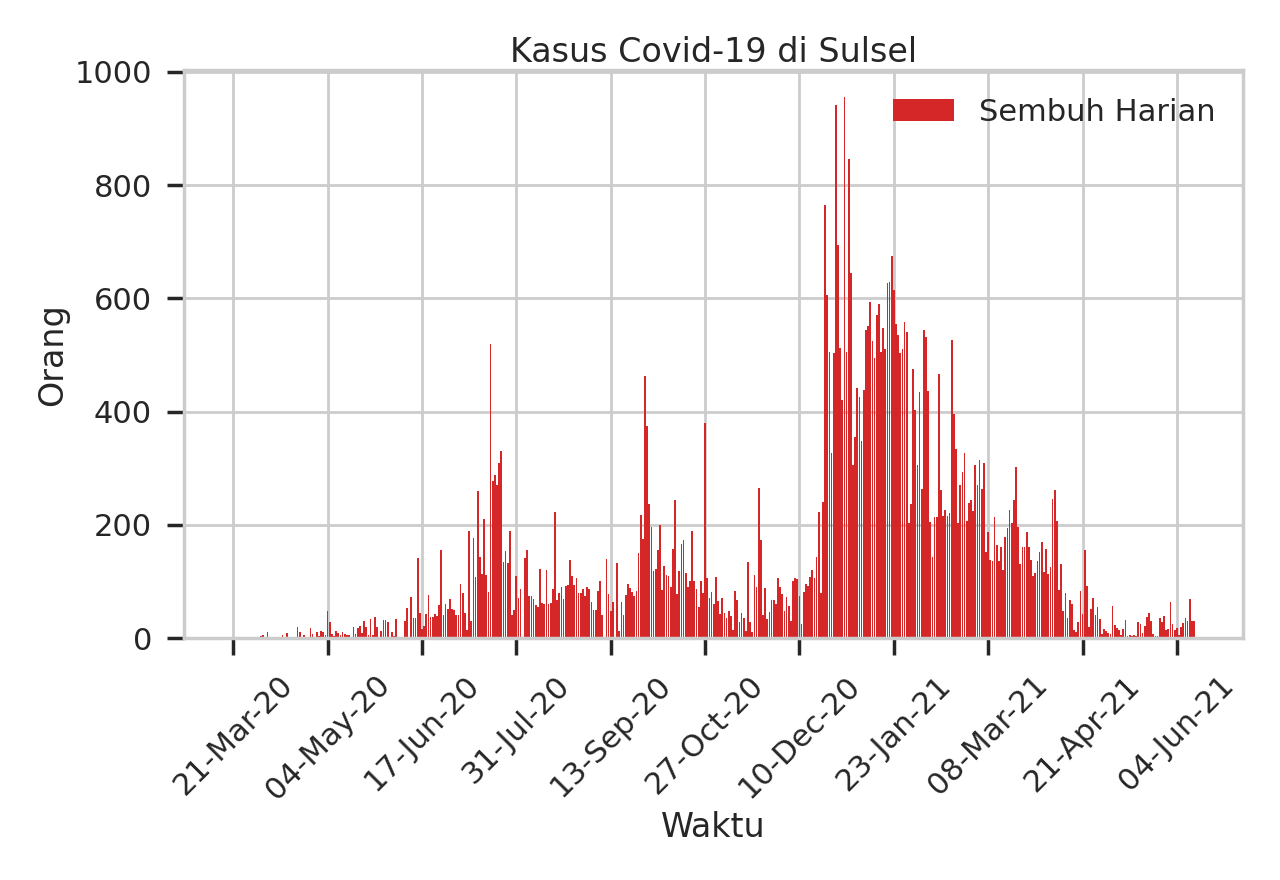 Kasus Covid-19 di Sulsel
Sembuh Harian
Orang
1000
800
600
400
200
0
21-Mar-20
04-May-20
17-Jun-20
31-Jul-20
13-Sep-20
27-Oct-20
10-Dec-20
23-Jan-21
08-Mar-21
21-Apr-21
04-Jun-21
Waktu